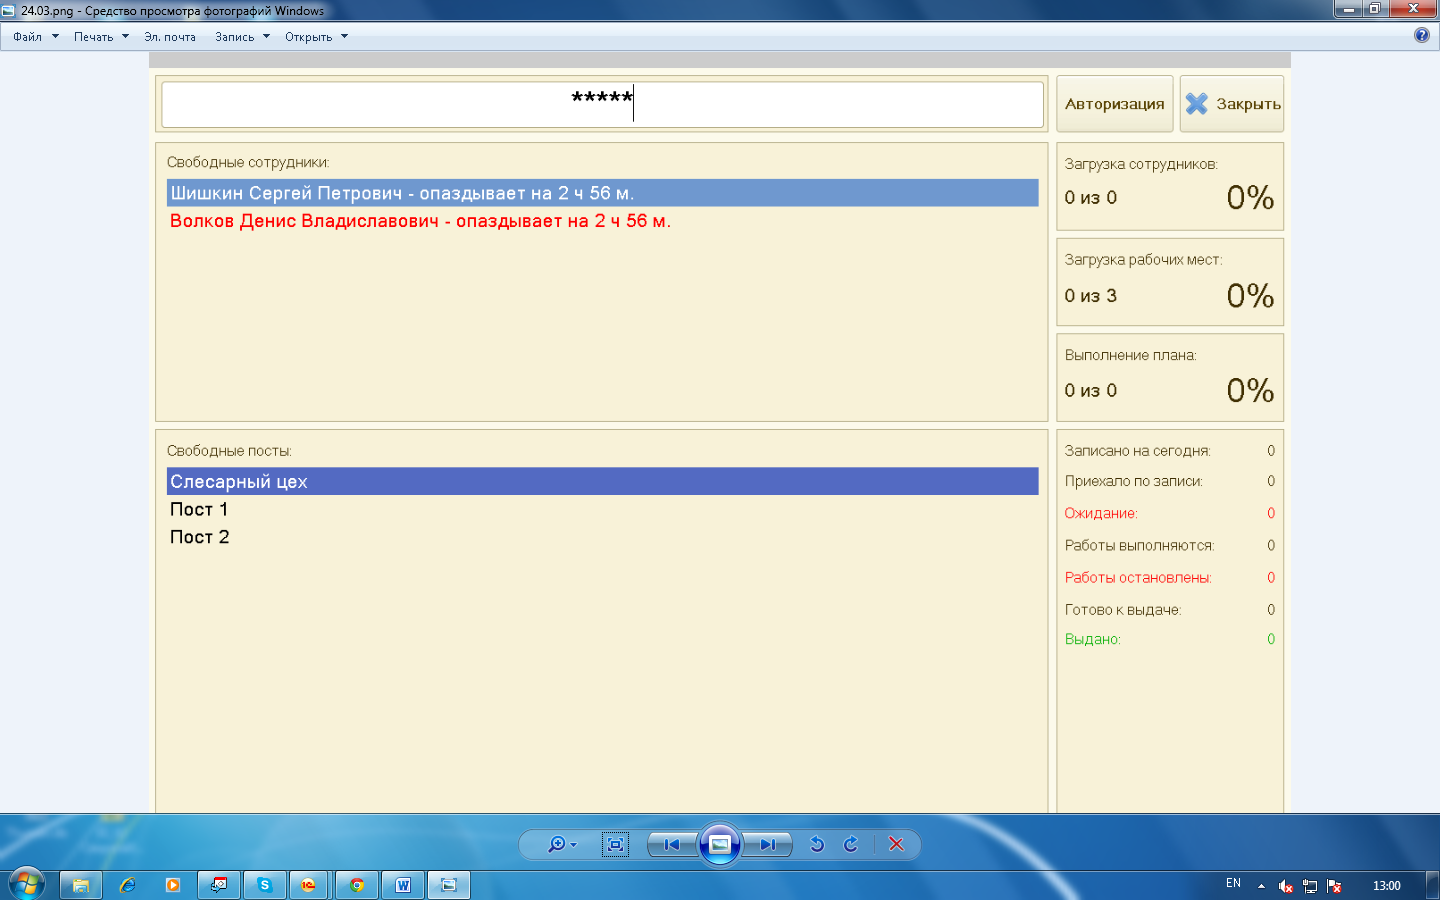 24.03.png - Средство просмотра фотографий Windows
Файл Печать Эл. почта Запись Открыть
*****
Авторизация
Закрыть
Свободные сотрудники:
Шишкин Сергей Петрович - опаздывает на 2 ч 56 м.
Волков Денис Владиславович - опаздывает на 2 ч 56 м.
Загрузка сотрудников:
0 из 0 0%
Загрузка рабочих мест:
0 из 3 0%
Выполнение плана:
0 из 0 0%
Свободные посты:
Слесарный цех
Пост 1
Пост 2
Записано на сегодня: 0
Приехало по записи: 0
Ожидание: 0
Работы выполняются: 0
Работы остановлены: 0
Готово к выдаче: 0
Выдано: 0
EN 13:00